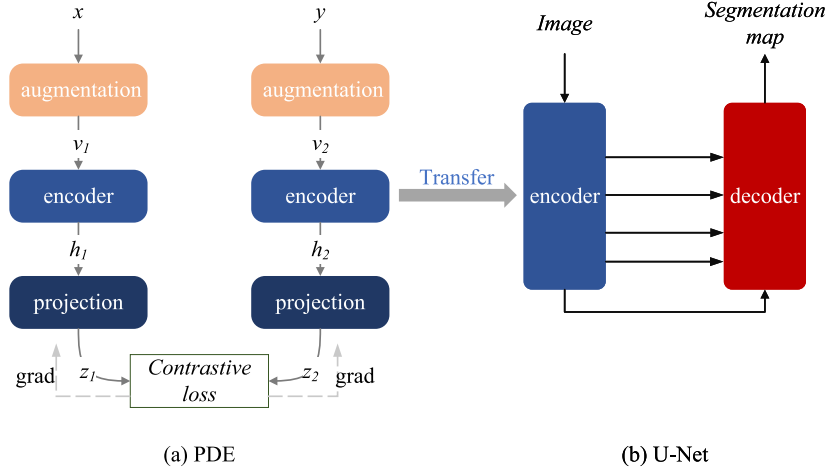 x
y
augmentation
augmentation
v1
v2
encoder
encoder
h1
h2
projection
projection
grad
z1
Contrastive
loss
z2
grad
(a) PDE
Transfer
Image
Segmentation
map
encoder
decoder
(b) U-Net